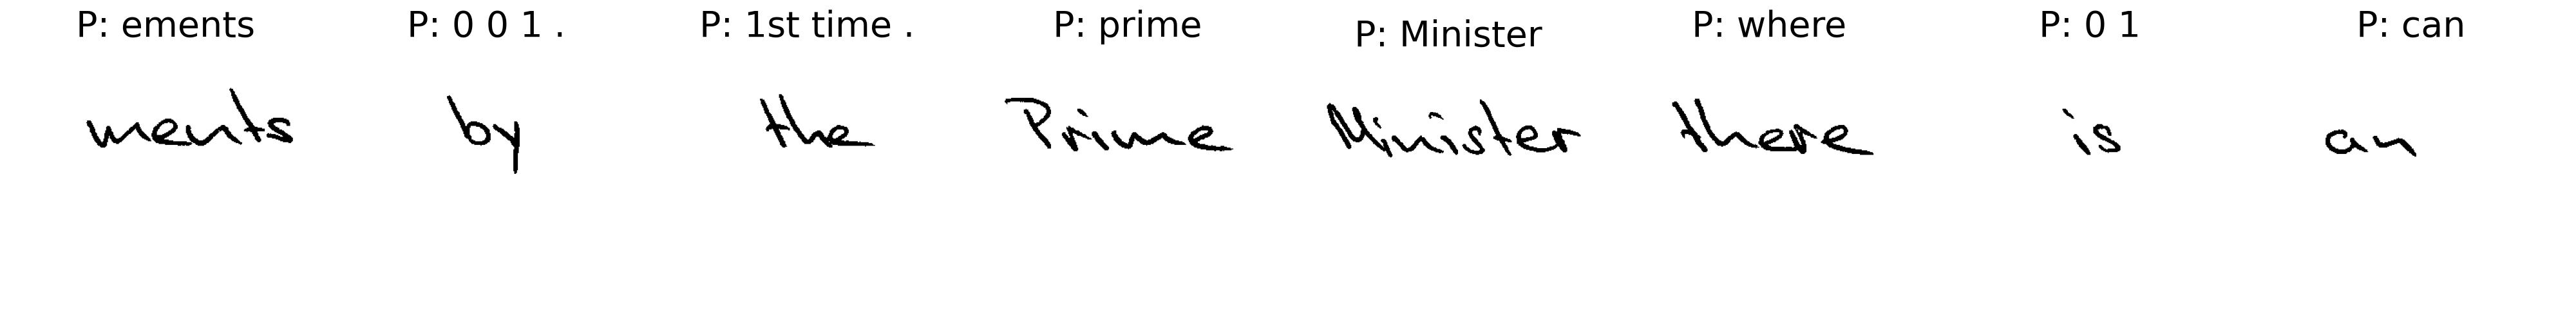 P: ements P: 0 0 1 . P: 1st time . P: prime P: Minister P: where P: 0 1 P: can
ments by the Prime Minister there is an